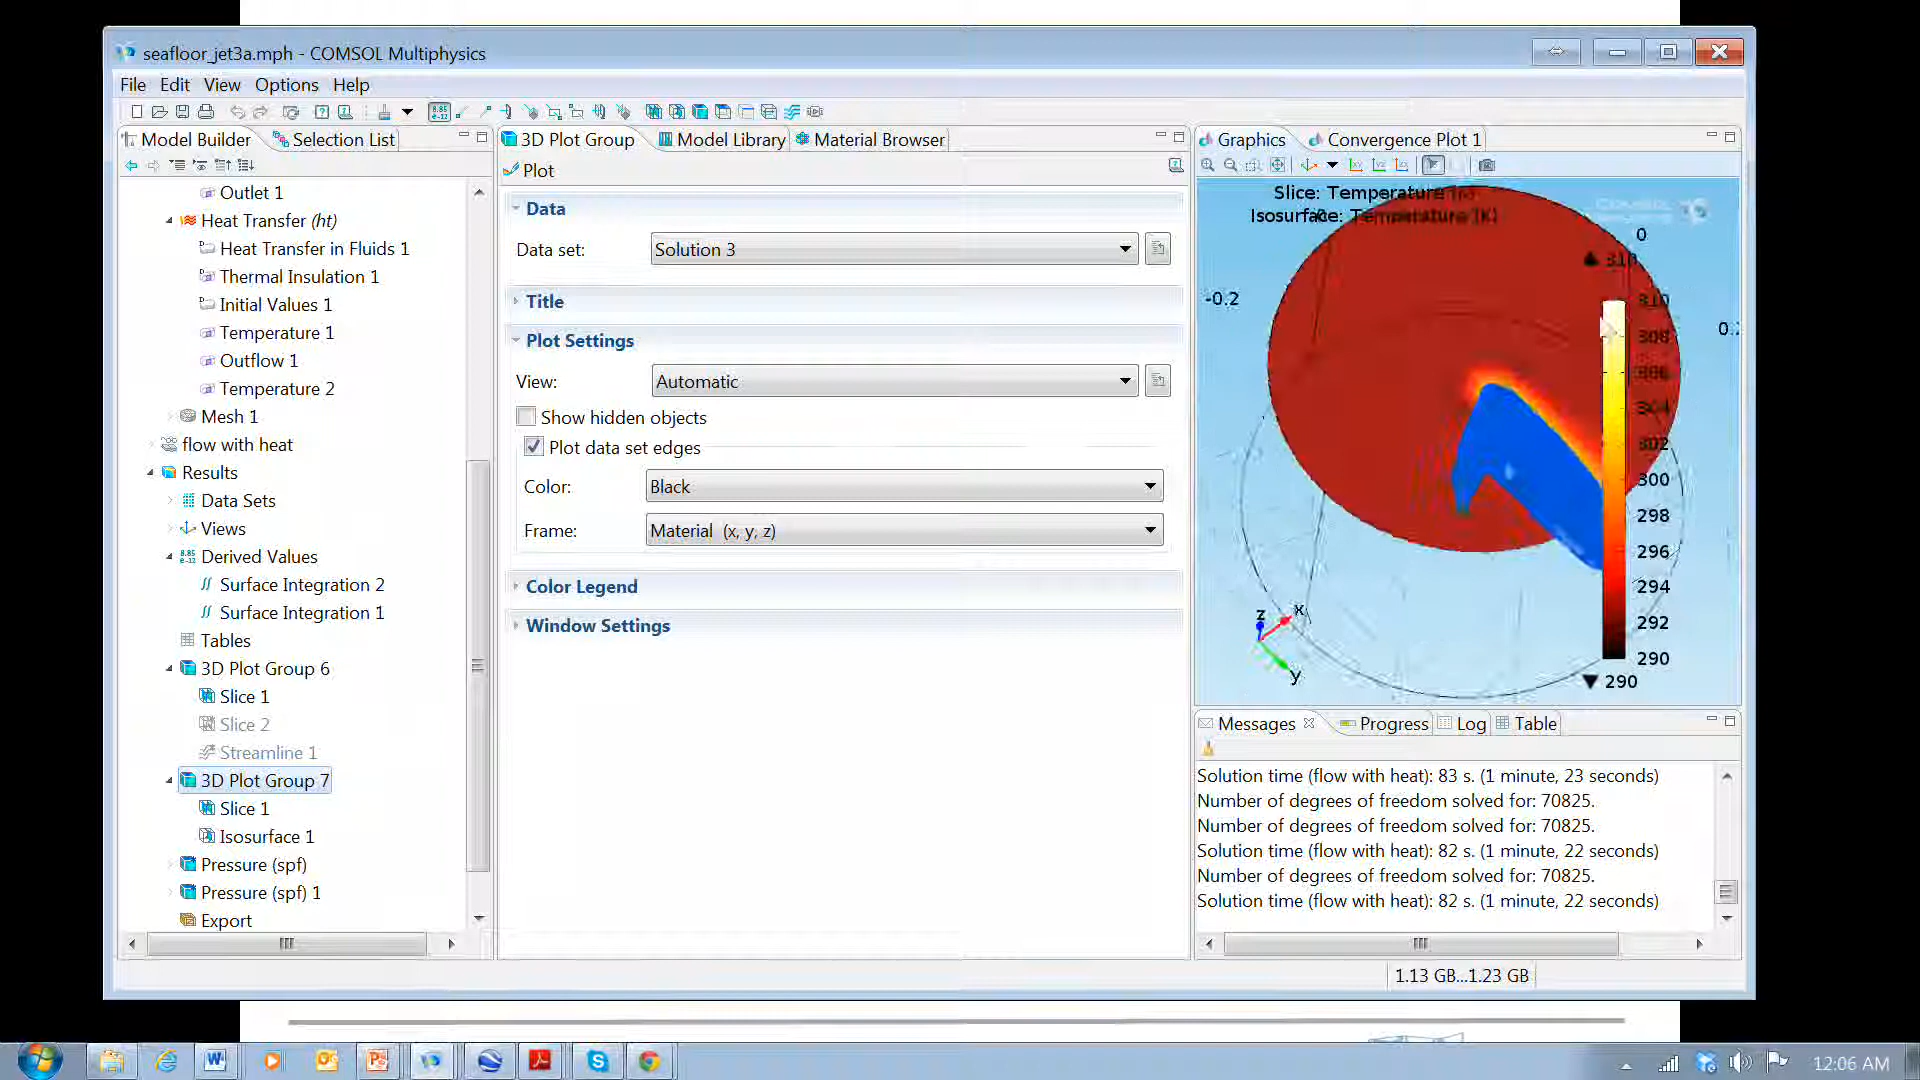 seafloor_jet3a.mph - COMSOL Multiphysics
File Edit View Options Help
Model Builder
Selection List
Outlet 1
Heat Transfer (ht)
Heat Transfer in Fluids 1
Thermal Insulation 1
Initial Values 1
Temperature 1
Outflow 1
Temperature 2
Mesh 1
flow with heat
Results
Data Sets
Views
Derived Values
Surface Integration 2
Surface Integration 1
Tables
3D Plot Group 6
Slice 1
Slice 2
Streamline 1
3D Plot Group 7
Slice 1
Isosurface 1
Pressure (spf)
Pressure (spf) 1
Export
3D Plot Group
Model Library
Material Browser
Plot
Data
Data set: Solution 3
Title
Plot Settings
View: Automatic
Show hidden objects
Plot data set edges
Color: Black
Frame: Material (x, y, z)
Color Legend
Window Settings
Graphics
Convergence Plot 1
Slice: Temperature
Isosurface: Temperature (K)
0
310
-0.2
310
308
306
304
302
300
298
296
294
292
290
290
z
x
y
Messages
Progress
Log
Table
Solution time (flow with heat): 83 s. (1 minute, 23 seconds)
Number of degrees of freedom solved for: 70825.
Number of degrees of freedom solved for: 70825.
Solution time (flow with heat): 82 s. (1 minute, 22 seconds)
Number of degrees of freedom solved for: 70825.
Solution time (flow with heat): 82 s. (1 minute, 22 seconds)
1.13 GB...1.23 GB
12:06 AM